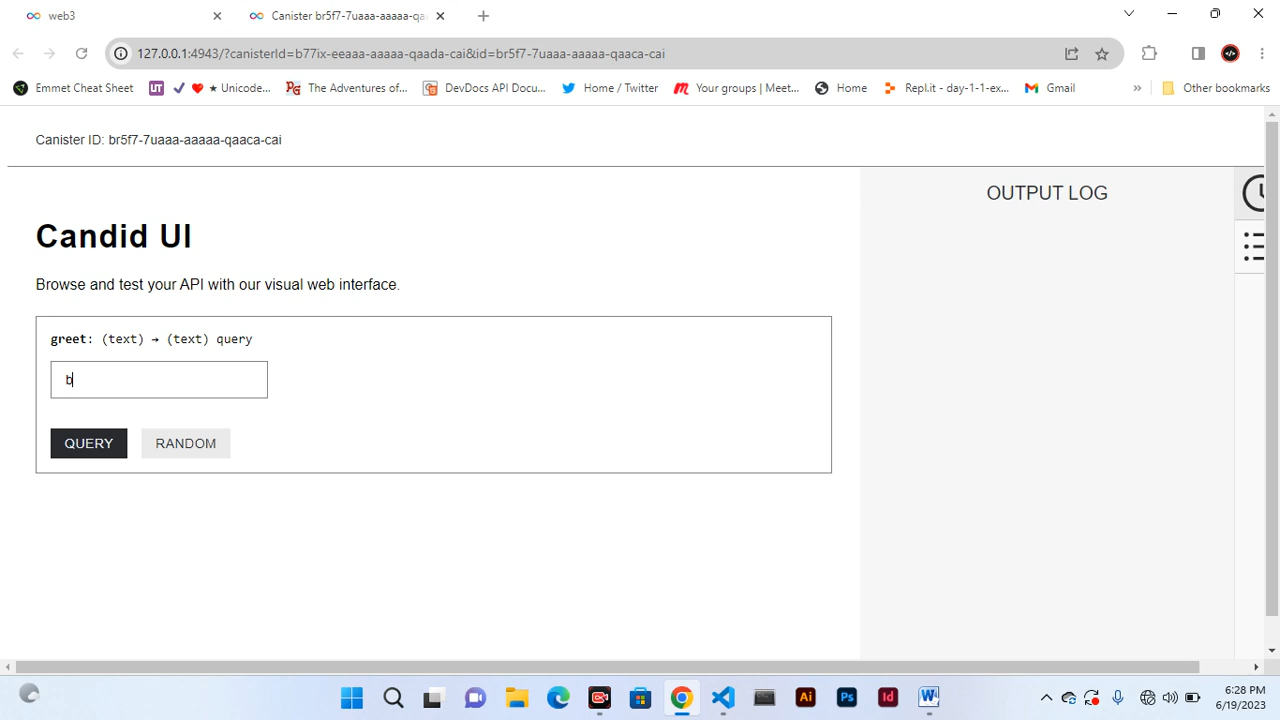 web3
Canister br5f7-7uaaa-aaaaa-qa
127.0.0.1:4943/?canisterId=b77ix-eeaaa-aaaaa-qaada-cai&id=br5f7-7uaaa-aaaaa-qaaca-cai
Emmet Cheat Sheet
UT
★ Unicode...
The Adventures of...
DevDocs API Docu...
Home / Twitter
Your groups | Meet...
Home
Repl.it - day-1-1-ex...
Gmail
»
Other bookmarks
Canister ID: br5f7-7uaaa-aaaaa-qaaca-cai
OUTPUT LOG
Candid UI
Browse and test your API with our visual web interface.
greet: (text) → (text) query
b
QUERY
RANDOM
Ai
Ps
Id
W
6:28 PM
6/19/2023